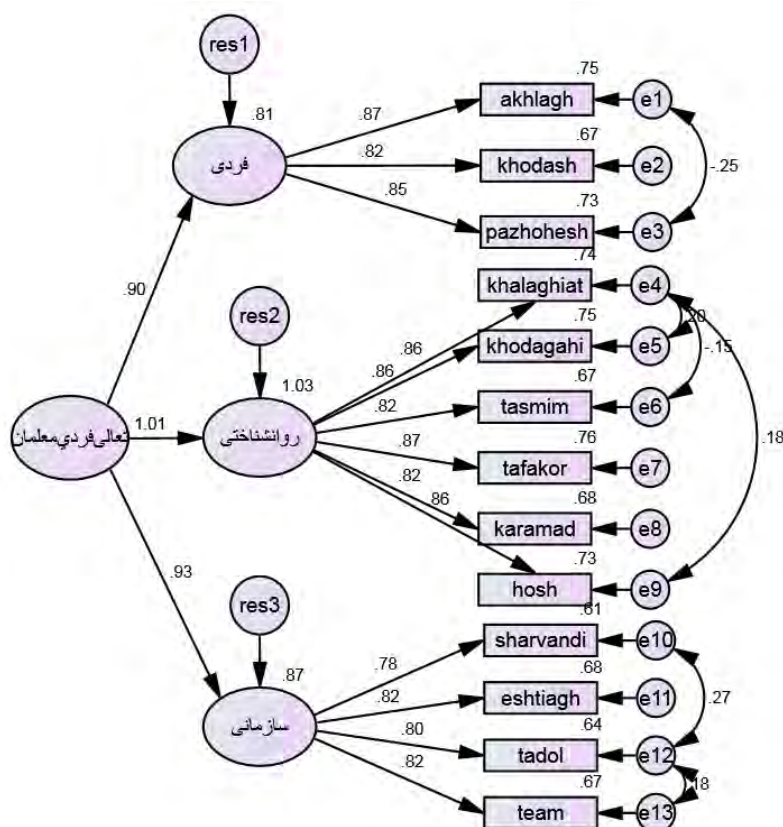 res1
.75
.81
.87
akhlagh
e1
.67
فردی
.82
khodash
e2
-.25
.85
.73
pazhohesh
e3
.74
.90
khalaghiat
e4
res2
.75
.20
.86
khodagahi
e5
-.15
.86
.67
1.03
.82
tasmim
e6
تعالی‌فردي‌معلمان
1.01
روانشناختی
.76
.18
.87
tafakor
e7
.82
.68
.86
karamad
e8
.73
.93
hosh
e9
res3
.61
sharvandi
e10
.78
.68
.87
.82
eshtiagh
e11
.27
سازمانی
.80
.64
tadol
e12
.82
.67
.18
team
e13